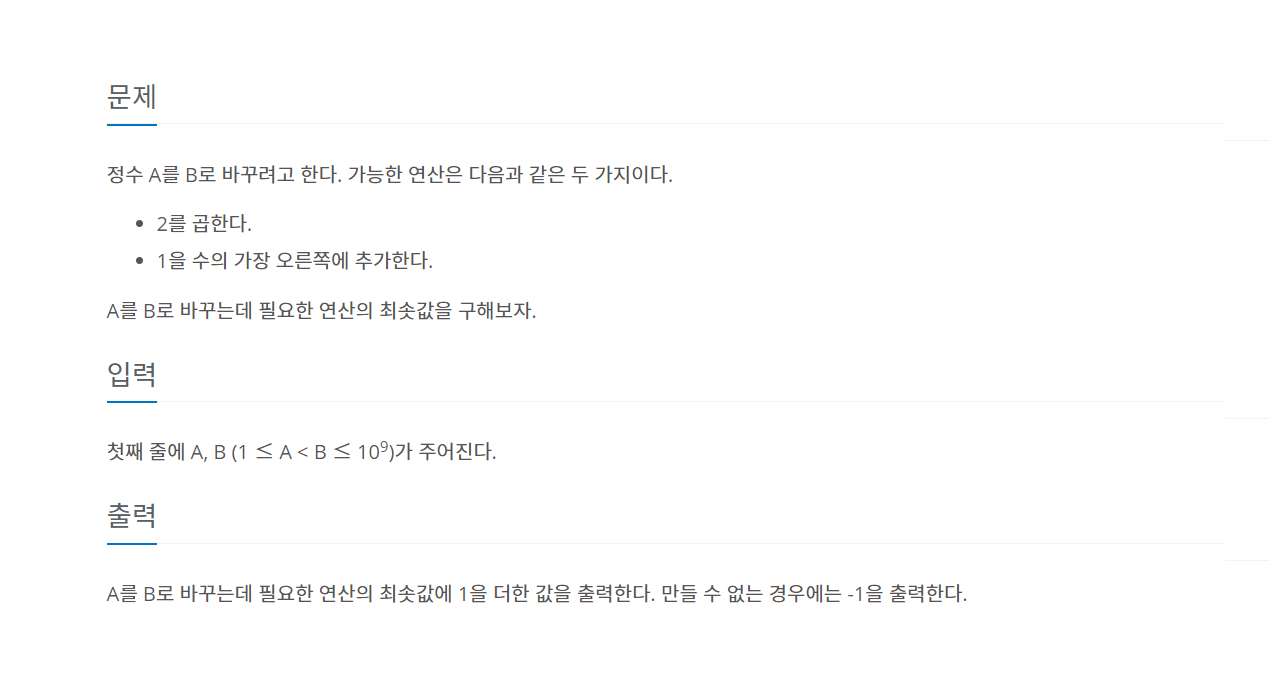 문제
정수 A를 B로 바꾸려고 한다. 가능한 연산은 다음과 같은 두 가지이다.
• 2를 곱한다.
• 1을 수의 가장 오른쪽에 추가한다.
A를 B로 바꾸는데 필요한 연산의 최솟값을 구해보자.
입력
첫째 줄에 A, B (1 ≤ A < B ≤ 10⁹)가 주어진다.
출력
A를 B로 바꾸는데 필요한 연산의 최솟값에 1을 더한 값을 출력한다. 만들 수 없는 경우에는 -1을 출력한다.